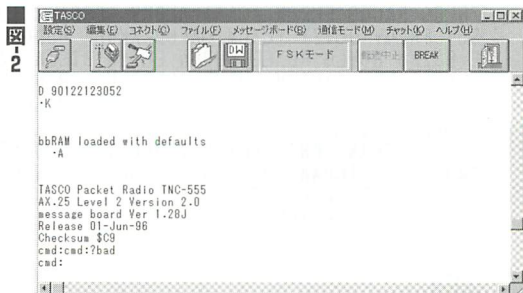 図-2
TASCO
設定(S) 編集(E) コネクト(C) ファイル(F) メッセージボード(B) 通信モード(M) チャット(K) ヘルプ(H)
FSKモード BREAK
D 90122123052
・K
bbRAM loaded with defaults
・A
TASCO Packet Radio TNC-555
AX.25 Level 2 Version 2.0
message board Ver 1.28J
Release 01-Jun-96
Checksum $C9
cmd:cmd:?bad
cmd: